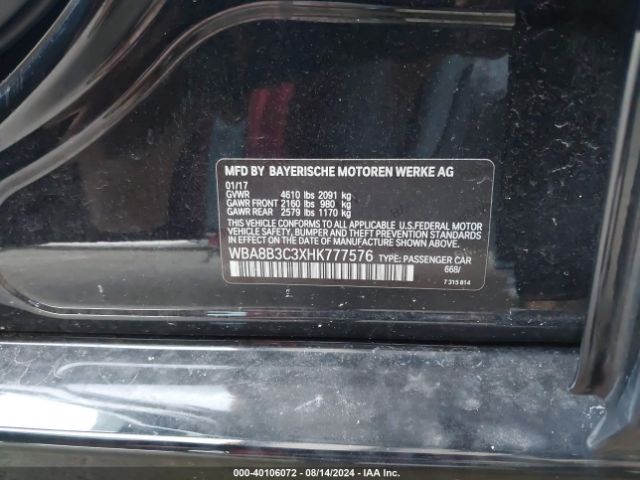 MFD BY BAYERISCHE MOTOREN WERKE AG
01/17
GVWR 4610 lbs 2091 kg
GAWR FRONT 2160 lbs 980 kg
GAWR REAR 2579 lbs 1170 kg
THIS VEHICLE CONFORMS TO ALL APPLICABLE U.S.FEDERAL MOTOR
VEHICLE SAFETY, BUMPER, AND THEFT PREVENTION STANDARDS
IN EFFECT ON THE DATE OF MANUFACTURE SHOWN ABOVE.
WBA8B3C3XHK777576 TYPE: PASSENGER CAR
668/
7 315 814
000-40106072 - 08/14/2024 - IAAI.COM